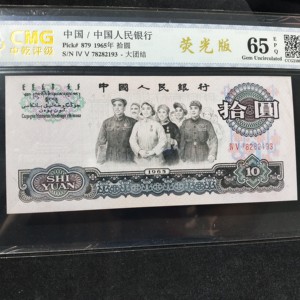 CMG
中乾评级
中国 / 中国人民银行
Pick# 879 1965年 拾圆
S/N IV V 78282193 - 大团结
荧光版
65
EPQ
Gem Uncirculated
中国人民银行
拾圆
IV V 78282193
1965
SHI
YUAN
10